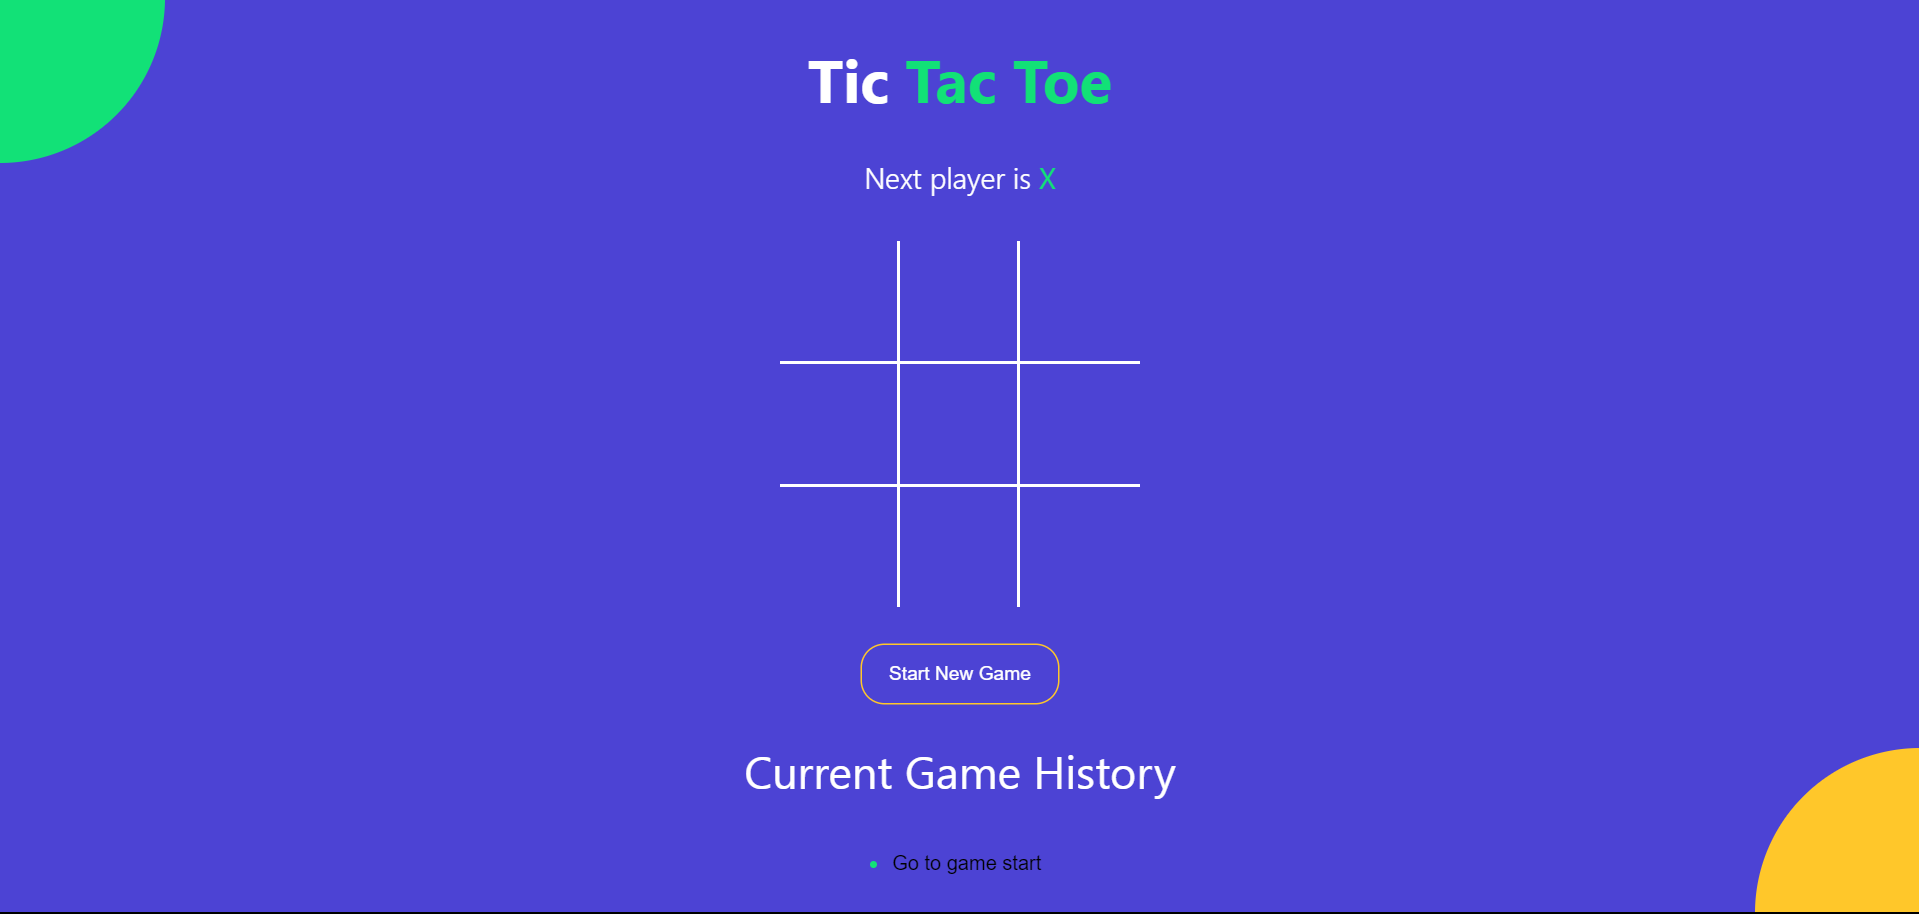 Tic Tac Toe
Next player is X
Start New Game
Current Game History
Go to game start